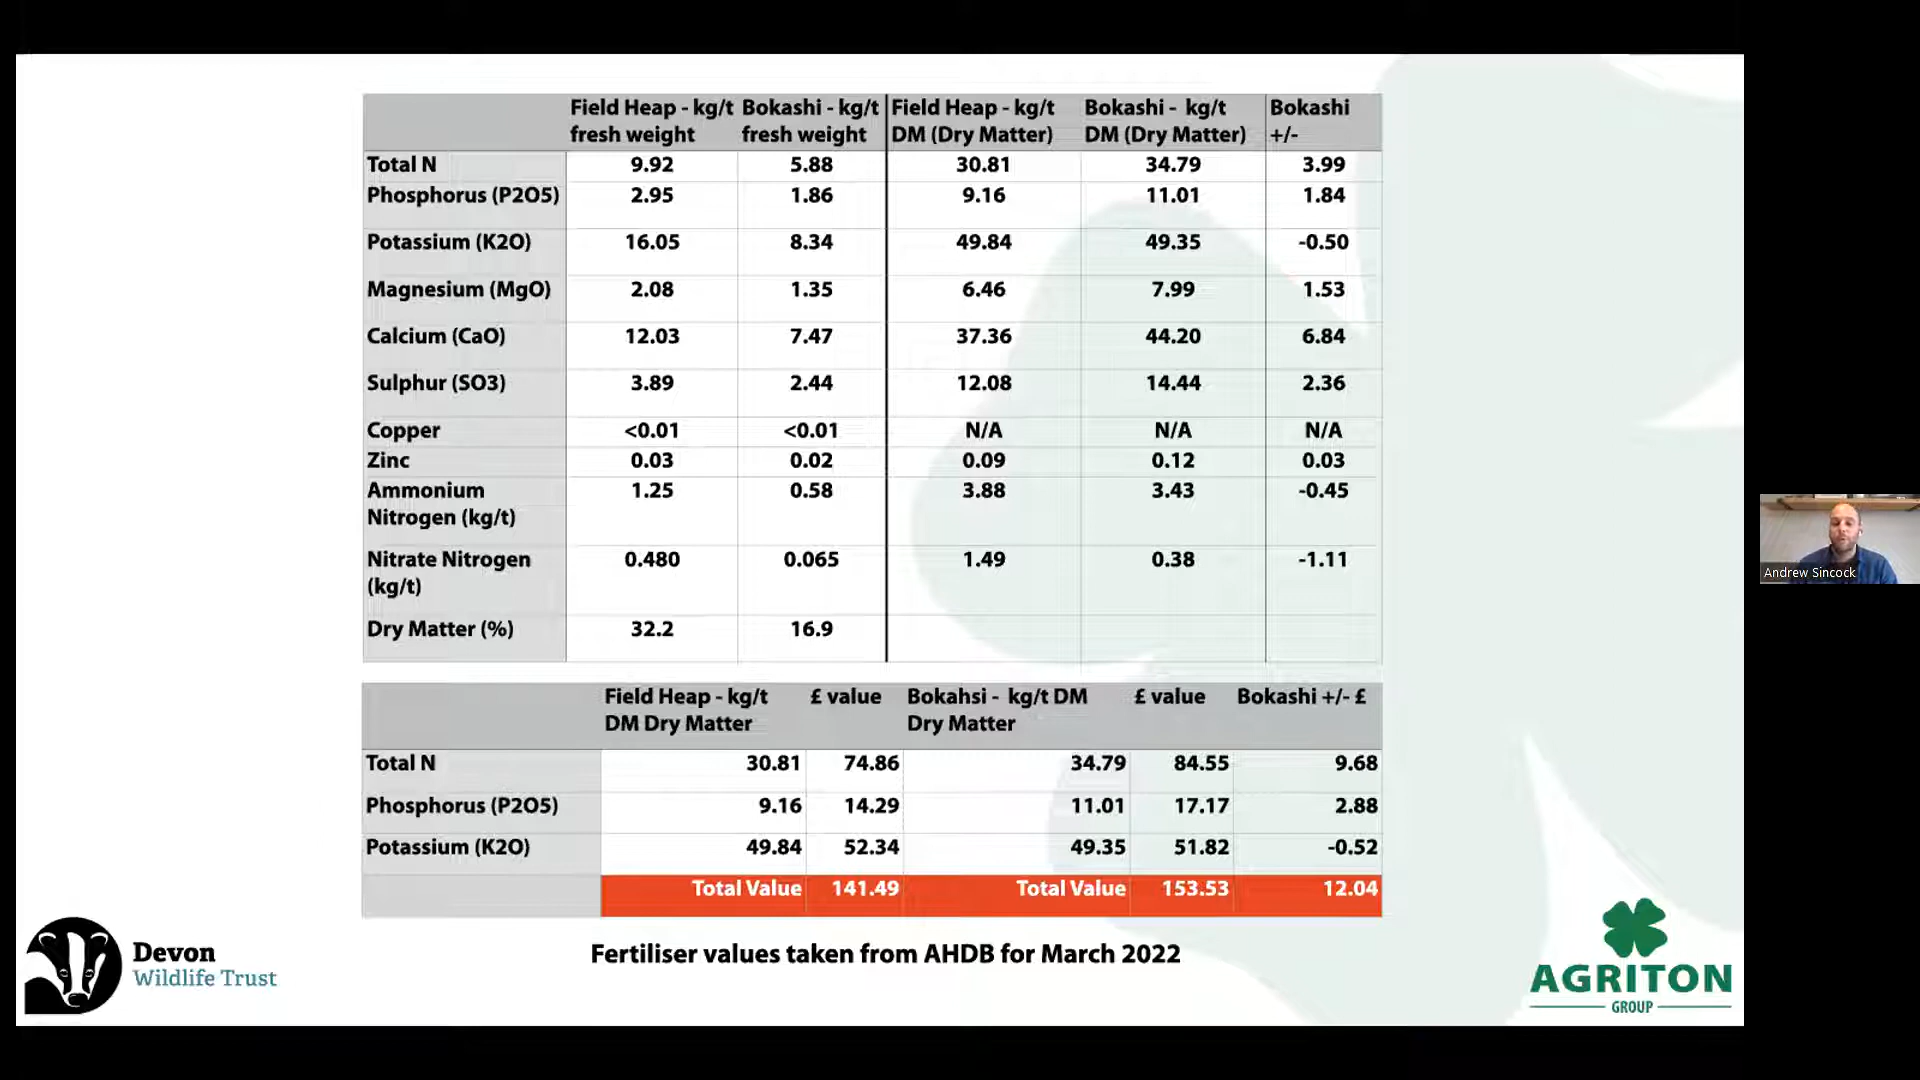 Field Heap - kg/t fresh weight Bokashi - kg/t fresh weight Field Heap - kg/t DM (Dry Matter) Bokashi - kg/t DM (Dry Matter) Bokashi +/-
Total N 9.92 5.88 30.81 34.79 3.99
Phosphorus (P2O5) 2.95 1.86 9.16 11.01 1.84
Potassium (K2O) 16.05 8.34 49.84 49.35 -0.50
Magnesium (MgO) 2.08 1.35 6.46 7.99 1.53
Calcium (CaO) 12.03 7.47 37.36 44.20 6.84
Sulphur (SO3) 3.89 2.44 12.08 14.44 2.36
Copper <0.01 <0.01 N/A N/A N/A
Zinc 0.03 0.02 0.09 0.12 0.03
Ammonium Nitrogen (kg/t) 1.25 0.58 3.88 3.43 -0.45
Nitrate Nitrogen (kg/t) 0.480 0.065 1.49 0.38 -1.11
Dry Matter (%) 32.2 16.9
Field Heap - kg/t DM Dry Matter £ value Bokahsi - kg/t DM Dry Matter £ value Bokashi +/- £
Total N 30.81 74.86 34.79 84.55 9.68
Phosphorus (P2O5) 9.16 14.29 11.01 17.17 2.88
Potassium (K2O) 49.84 52.34 49.35 51.82 -0.52
Total Value 141.49 Total Value 153.53 12.04
Fertiliser values taken from AHDB for March 2022
Devon
Wildlife Trust
AGRITON
GROUP
Andrew Sincock